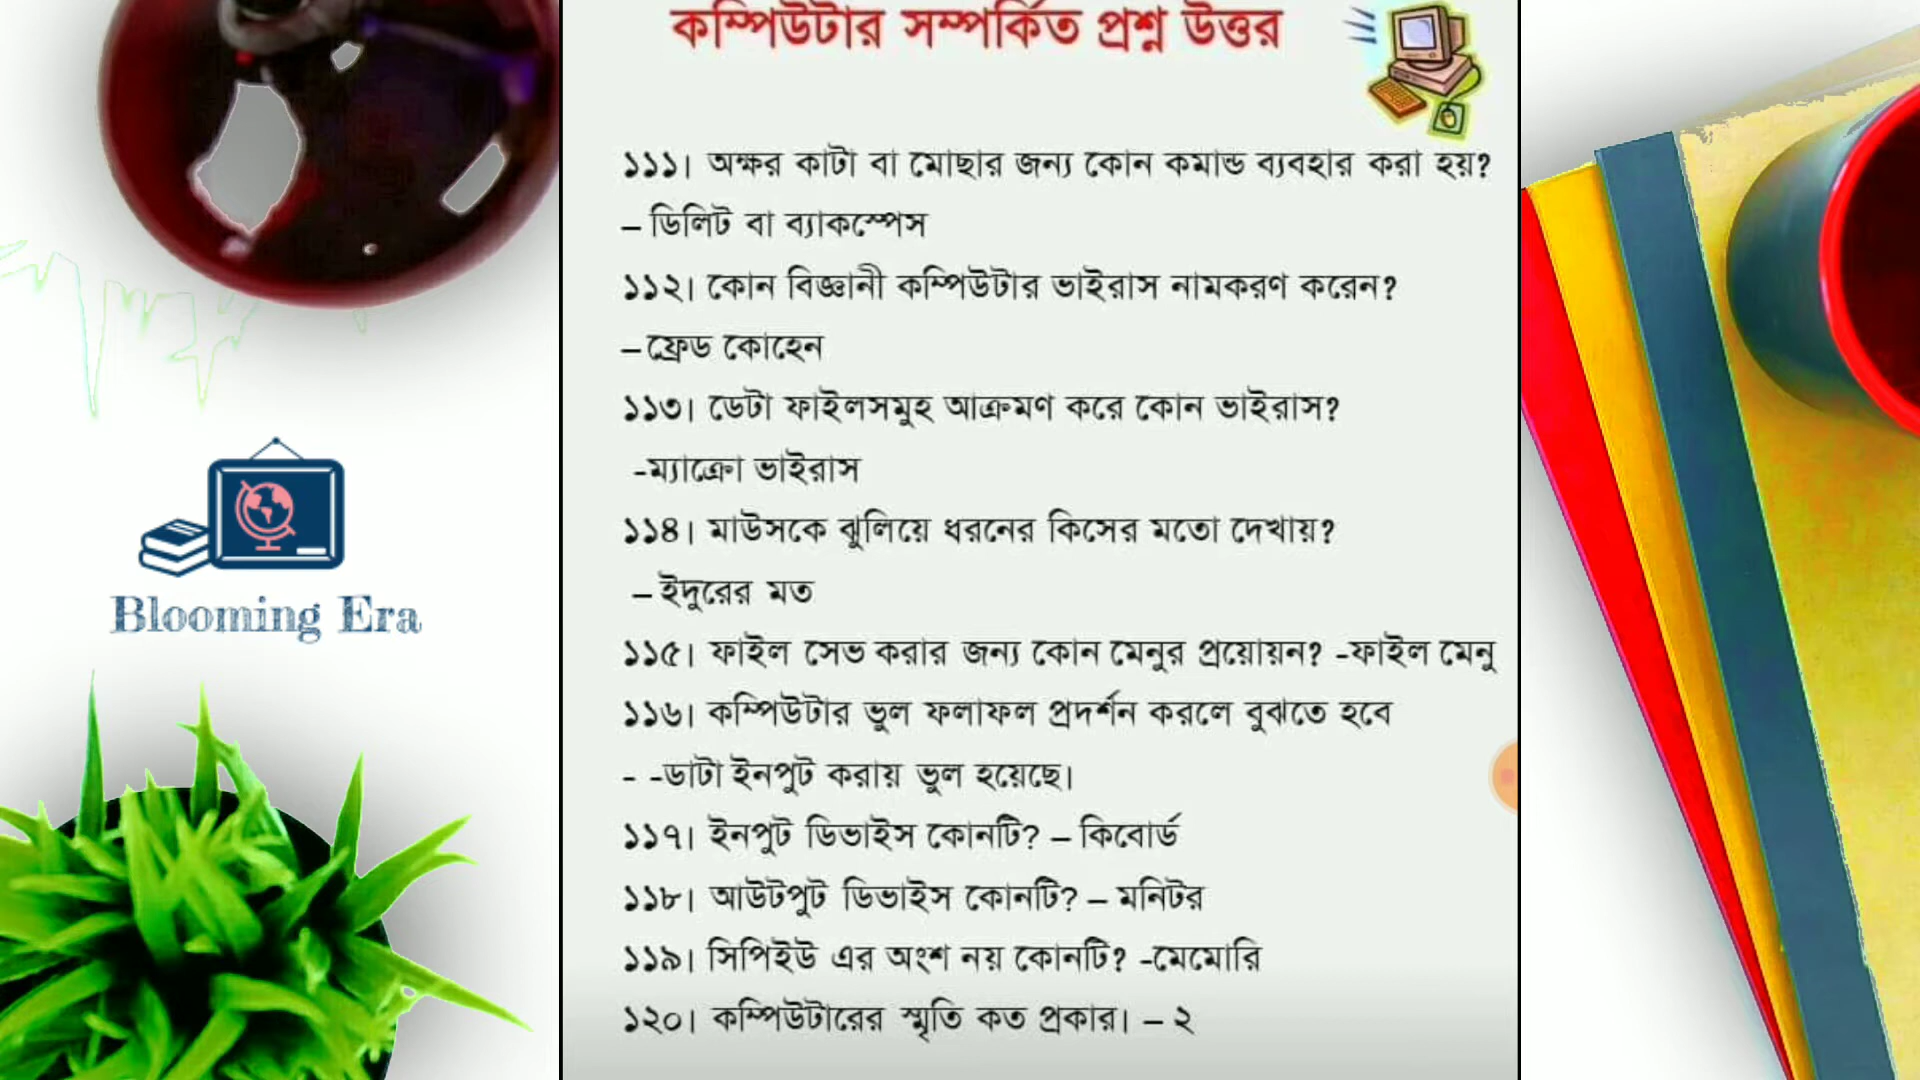 কম্পিউটার সম্পর্কিত প্রশ্ন উত্তর
১১১। অক্ষর কাটা বা মোছার জন্য কোন কমান্ড ব্যবহার করা হয়?
– ডিলিট বা ব্যাকস্পেস
১১২। কোন বিজ্ঞানী কম্পিউটার ভাইরাস নামকরণ করেন?
– ফ্রেড কোহেন
১১৩। ডেটা ফাইলসমুহ আক্রমণ করে কোন ভাইরাস?
-ম্যাক্রো ভাইরাস
১১৪। মাউসকে ঝুলিয়ে ধরনের কিসের মতো দেখায়?
– ইদুরের মত
১১৫। ফাইল সেভ করার জন্য কোন মেনুর প্রয়োয়ন? -ফাইল মেনু
১১৬। কম্পিউটার ভুল ফলাফল প্রদর্শন করলে বুঝতে হবে
- -ডাটা ইনপুট করায় ভুল হয়েছে।
১১৭। ইনপুট ডিভাইস কোনটি? – কিবোর্ড
১১৮। আউটপুট ডিভাইস কোনটি? – মনিটর
১১৯। সিপিইউ এর অংশ নয় কোনটি? -মেমোরি
১২০। কম্পিউটারের স্মৃতি কত প্রকার। – ২
Blooming Era